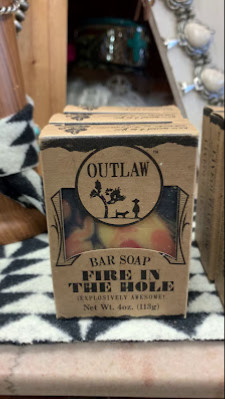 OUTLAW
BAR SOAP
FIRE IN
THE HOLE
(EXPLOSIVELY AWESOME)
Net Wt. 4oz. (113g)